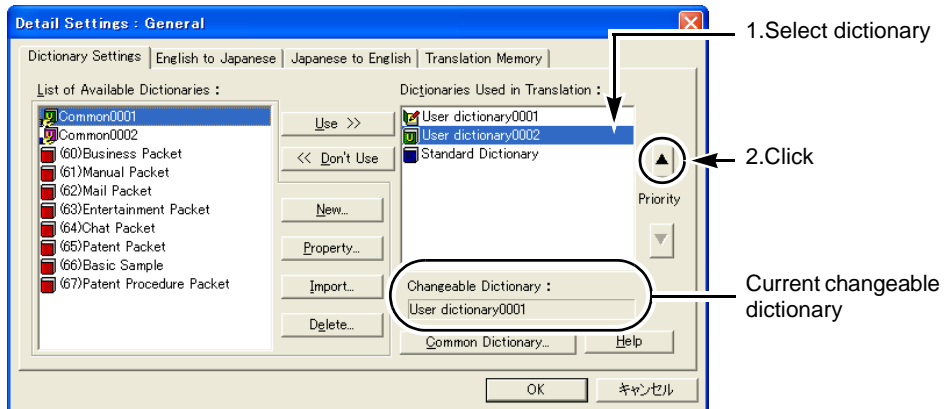 Detail Settings : General
Dictionary Settings English to Japanese Japanese to English Translation Memory
List of Available Dictionaries :
Common0001
Common0002
(60)Business Packet
(61)Manual Packet
(62)Mail Packet
(63)Entertainment Packet
(64)Chat Packet
(65)Patent Packet
(66)Basic Sample
(67)Patent Procedure Packet
Use >>
<< Don't Use
New...
Property...
Import...
Delete...
Dictionaries Used in Translation :
User dictionary0001
User dictionary0002
Standard Dictionary
Priority
Changeable Dictionary :
User dictionary0001
Common Dictionary...
Help
OK
キャンセル
1.Select dictionary
2.Click
Current changeable
dictionary